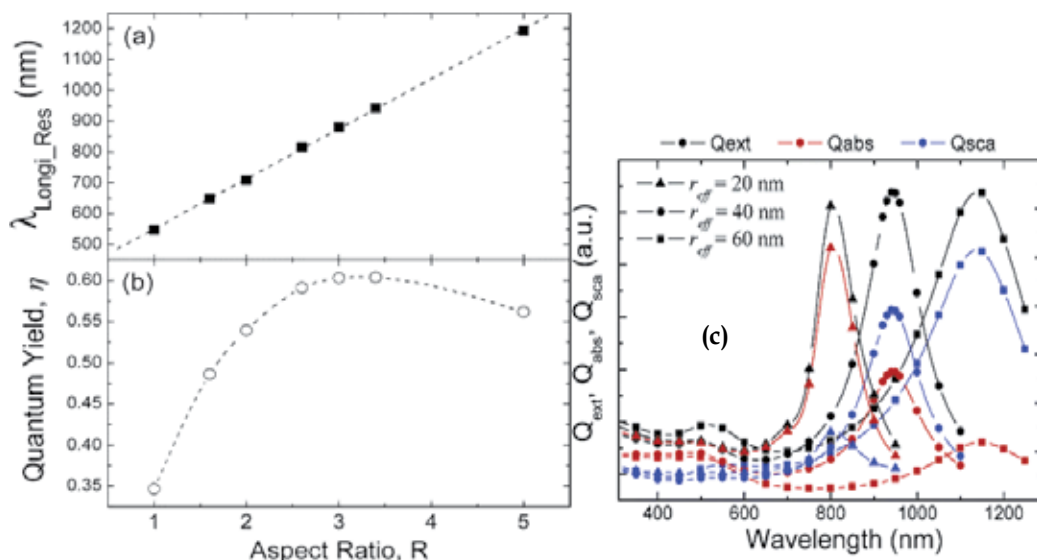 (a)
λLongi_Res (nm)
1200
1100
1000
900
800
700
600
500
(b)
Quantum Yield, η
0.60
0.55
0.50
0.45
0.40
0.35
1 2 3 4 5
Aspect Ratio, R
Qext Qabs Qsca
reff = 20 nm
reff = 40 nm
reff = 60 nm
(c)
Qext, Qabs, Qsca (a.u.)
400 600 800 1000 1200
Wavelength (nm)